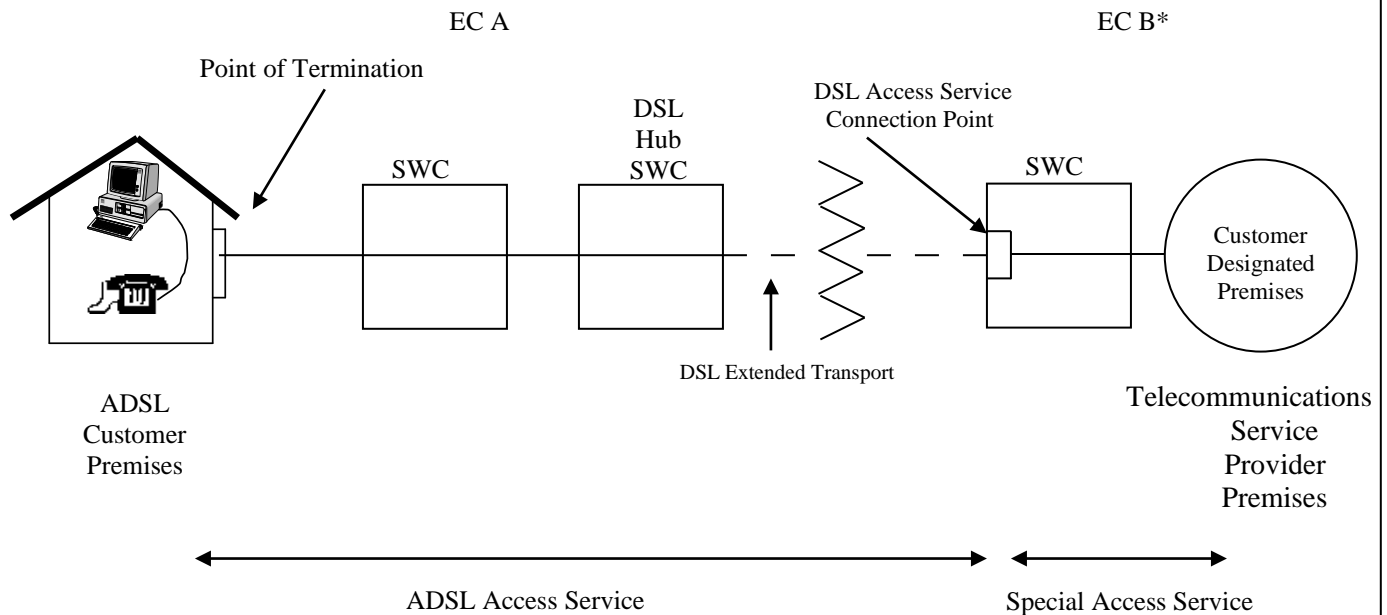 EC A
EC B*
Point of Termination
DSL Access Service
Connection Point
DSL
Hub
SWC
SWC
SWC
Customer
Designated
Premises
DSL Extended Transport
ADSL
Customer
Premises
Telecommunications
Service
Provider
Premises
ADSL Access Service
Special Access Service